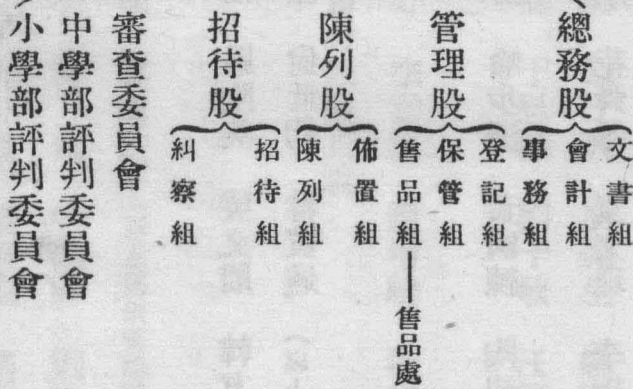 總務股
文書組
會計組
事務組
管理股
登記組
保管組
售品組——售品處
陳列股
佈置組
陳列組
招待股
招待組
糾察組
審查委員會
中學部評判委員會
小學部評判委員會